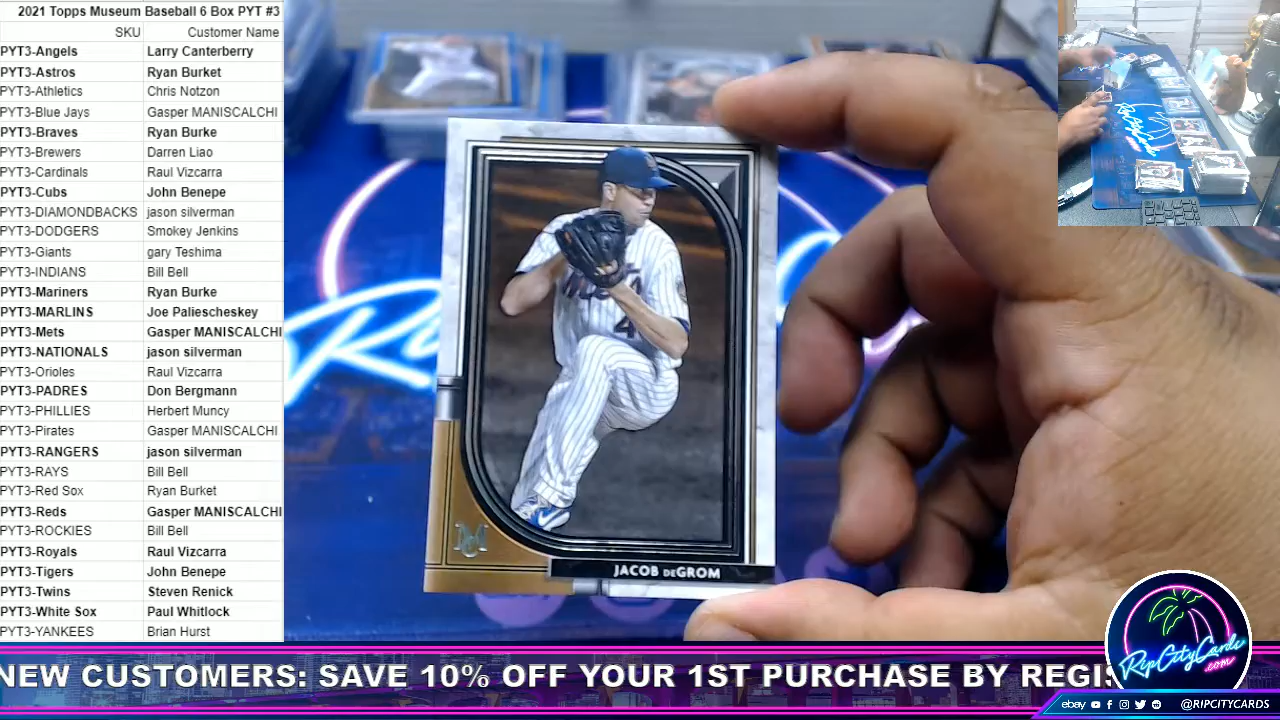 2021 Topps Museum Baseball 6 Box PYT #3
SKU Customer Name
PYT3-Angels Larry Canterberry
PYT3-Astros Ryan Burket
PYT3-Athletics Chris Notzon
PYT3-Blue Jays Gasper MANISCALCHI
PYT3-Braves Ryan Burke
PYT3-Brewers Darren Liao
PYT3-Cardinals Raul Vizcarra
PYT3-Cubs John Benepe
PYT3-DIAMONDBACKS jason silverman
PYT3-DODGERS Smokey Jenkins
PYT3-Giants gary Teshima
PYT3-INDIANS Bill Bell
PYT3-Mariners Ryan Burke
PYT3-MARLINS Joe Paliescheskey
PYT3-Mets Gasper MANISCALCHI
PYT3-NATIONALS jason silverman
PYT3-Orioles Raul Vizcarra
PYT3-PADRES Don Bergmann
PYT3-PHILLIES Herbert Muncy
PYT3-Pirates Gasper MANISCALCHI
PYT3-RANGERS jason silverman
PYT3-RAYS Bill Bell
PYT3-Red Sox Ryan Burket
PYT3-Reds Gasper MANISCALCHI
PYT3-ROCKIES Bill Bell
PYT3-Royals Raul Vizcarra
PYT3-Tigers John Benepe
PYT3-Twins Steven Renick
PYT3-White Sox Paul Whitlock
PYT3-YANKEES Brian Hurst
M
JACOB deGROM
NEW CUSTOMERS: SAVE 10% OFF YOUR 1ST PURCHASE BY REGIS
RipCityCards
.com
ebay @RIPCITYCARDS